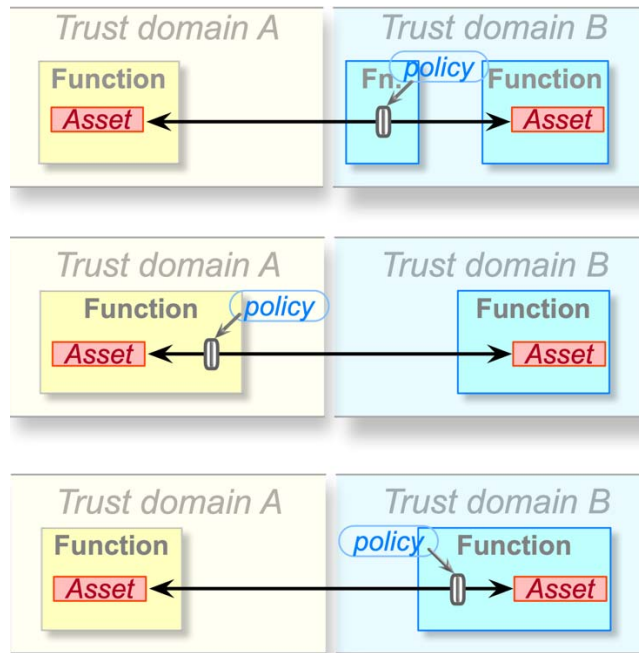 Trust domain A
Trust domain B
Function
Fn.
policy
Function
Asset
Asset
Trust domain A
Trust domain B
Function
policy
Function
Asset
Asset
Trust domain A
Trust domain B
Function
policy
Function
Asset
Asset